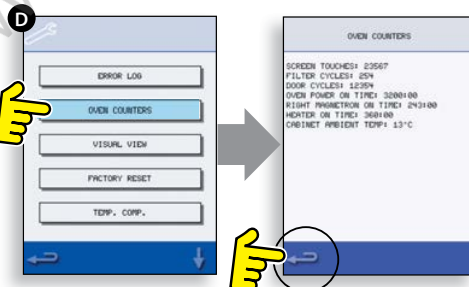 D
ERROR LOG
OVEN COUNTERS
VISUAL VIEW
FACTORY RESET
TEMP. COMP.
OVEN COUNTERS
SCREEN TOUCHES: 23567
FILTER CYCLES: 254
DOOR CYCLES: 12354
OVEN POWER ON TIME: 3200:00
RIGHT MAGNETRON ON TIME: 243:00
HEATER ON TIME: 360:00
CABINET AMBIENT TEMP: 13°C